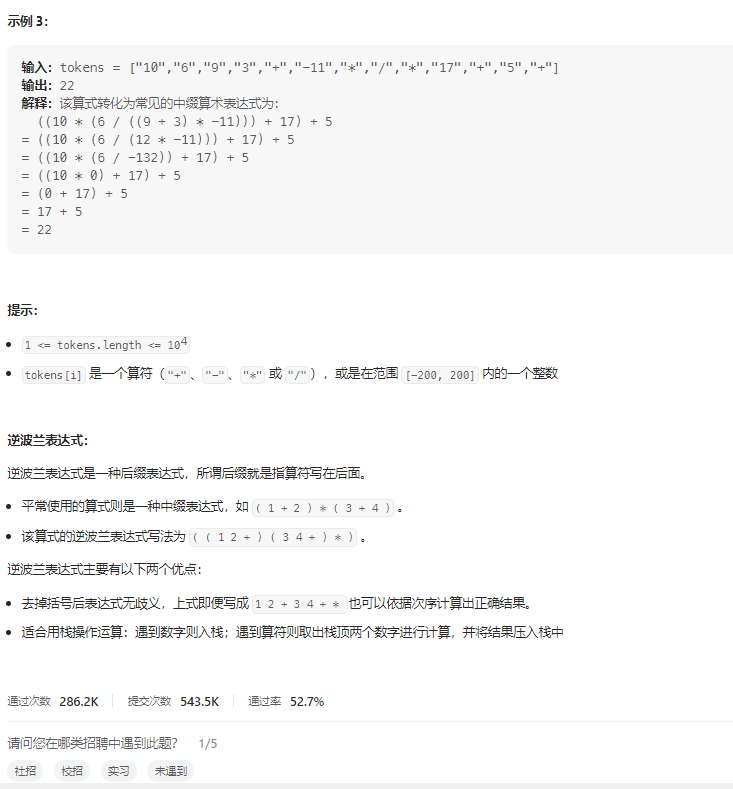 示例 3：
输入：tokens = ["10","6","9","3","+","-11","*","/","*","17","+","5","+"]
输出：22
解释：该算式转化为常见的中缀算术表达式为：
((10 * (6 / ((9 + 3) * -11))) + 17) + 5
= ((10 * (6 / (12 * -11))) + 17) + 5
= ((10 * (6 / -132)) + 17) + 5
= ((10 * 0) + 17) + 5
= (0 + 17) + 5
= 17 + 5
= 22
提示：
• 1 <= tokens.length <= 10⁴
• tokens[i] 是一个算符（"+"、"-"、"*" 或 "/"），或是在范围 [-200, 200] 内的一个整数
逆波兰表达式：
逆波兰表达式是一种后缀表达式，所谓后缀就是指算符写在后面。
• 平常使用的算式则是一种中缀表达式，如 ( 1 + 2 ) * ( 3 + 4 ) 。
• 该算式的逆波兰表达式写法为 ( ( 1 2 + ) ( 3 4 + ) * ) 。
逆波兰表达式主要有以下两个优点：
• 去掉括号后表达式无歧义，上式即便写成 1 2 + 3 4 + * 也可以依据次序计算出正确结果。
• 适合用栈操作运算：遇到数字则入栈；遇到算符则取出栈顶两个数字进行计算，并将结果压入栈中
通过次数 286.2K 提交次数 543.5K 通过率 52.7%
请问您在哪类招聘中遇到此题？ 1/5
社招 校招 实习 未遇到